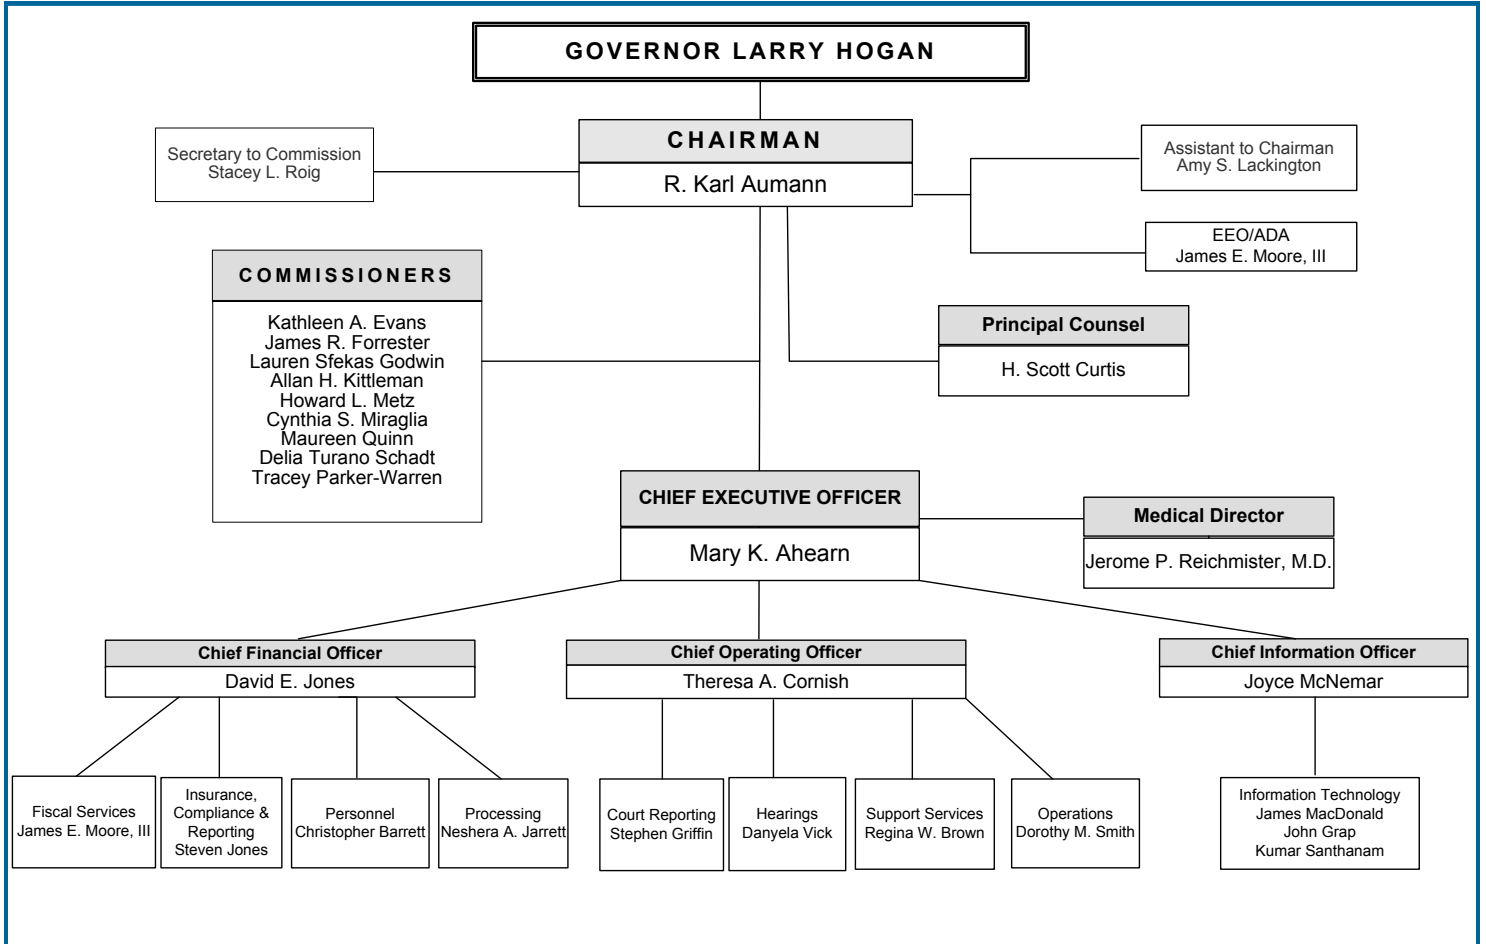 GOVERNOR LARRY HOGAN
CHAIRMAN
R. Karl Aumann
Secretary to Commission
Stacey L. Roig
Assistant to Chairman
Amy S. Lackington
EEO/ADA
James E. Moore, III
COMMISSIONERS
Kathleen A. Evans
James R. Forrester
Lauren Sfekas Godwin
Allan H. Kittleman
Howard L. Metz
Cynthia S. Miraglia
Maureen Quinn
Delia Turano Schadt
Tracey Parker-Warren
Principal Counsel
H. Scott Curtis
CHIEF EXECUTIVE OFFICER
Mary K. Ahearn
Medical Director
Jerome P. Reichmister, M.D.
Chief Financial Officer
David E. Jones
Chief Operating Officer
Theresa A. Cornish
Chief Information Officer
Joyce McNemar
Fiscal Services
James E. Moore, III
Insurance,
Compliance &
Reporting
Steven Jones
Personnel
Christopher Barrett
Processing
Neshera A. Jarrett
Court Reporting
Stephen Griffin
Hearings
Danyela Vick
Support Services
Regina W. Brown
Operations
Dorothy M. Smith
Information Technology
James MacDonald
John Grap
Kumar Santhanam